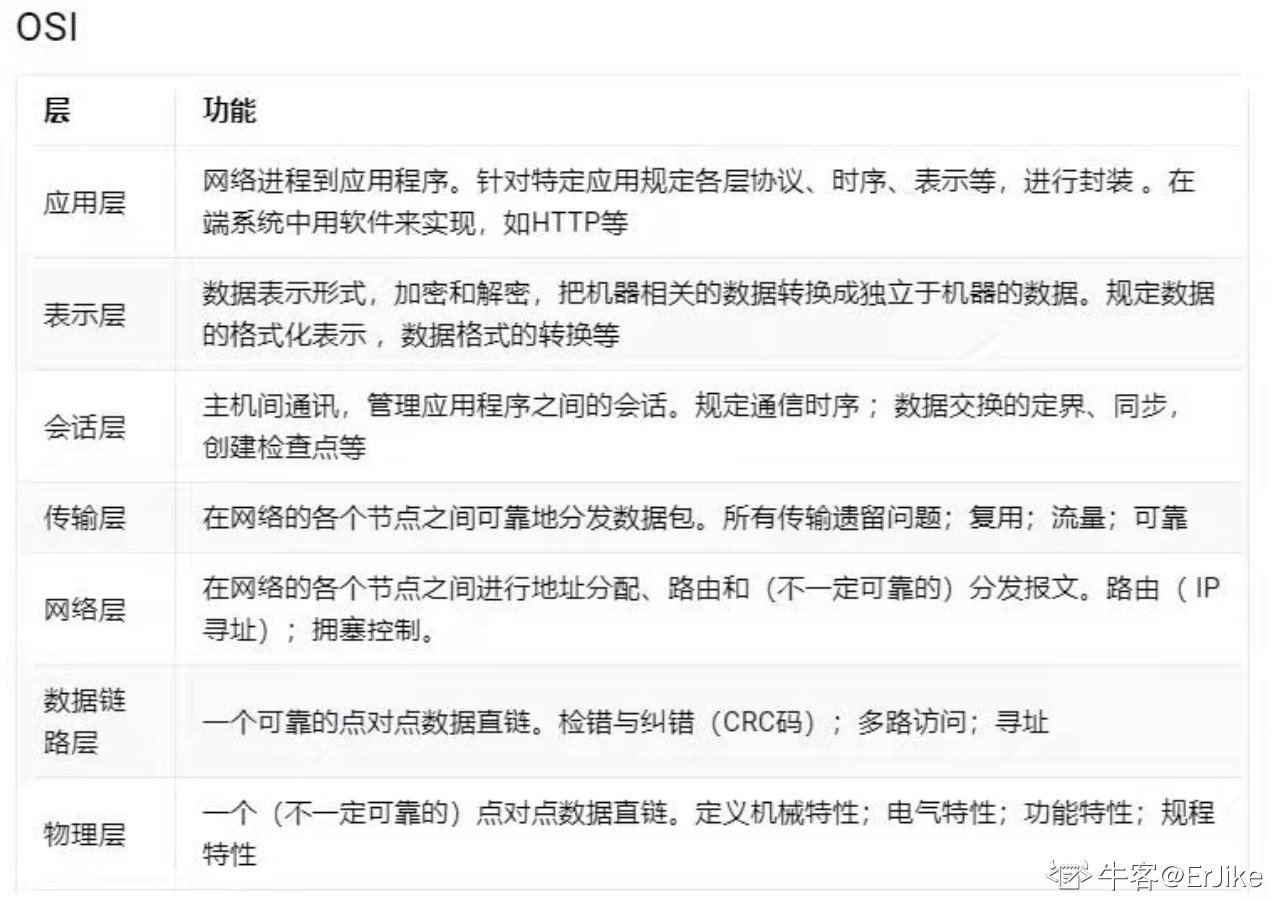 OSI
层 功能
网络进程到应用程序。针对特定应用规定各层协议、时序、表示等，进行封装 。在
应用层
端系统中用软件来实现，如HTTP等
数据表示形式，加密和解密，把机器相关的数据转换成独立于机器的数据。规定数据
表示层
的格式化表示 ，数据格式的转换等
主机间通讯，管理应用程序之间的会话。规定通信时序 ；数据交换的定界、同步，
会话层
创建检查点等
传输层 在网络的各个节点之间可靠地分发数据包。所有传输遗留问题；复用；流量；可靠
在网络的各个节点之间进行地址分配、路由和（不一定可靠的）分发报文。路由（ IP
网络层
寻址）；拥塞控制。
数据链
路层
一个可靠的点对点数据直链。检错与纠错（CRC码）；多路访问；寻址
一个（不一定可靠的）点对点数据直链。定义机械特性；电气特性；功能特性；规程
物理层
特性
牛客@ErJike